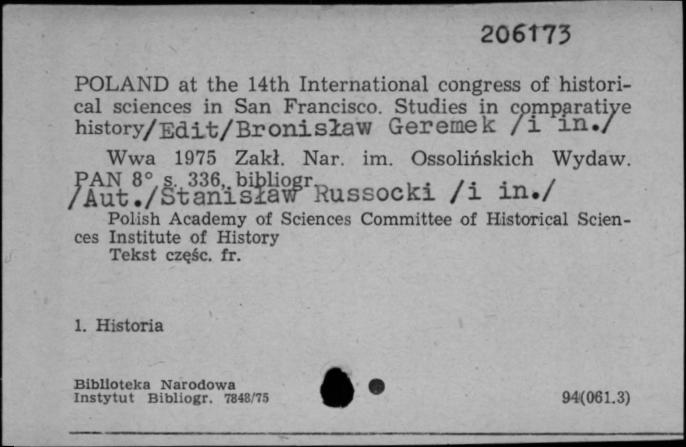 206173
POLAND at the 14th International congress of histori-
cal sciences in San Francisco. Studies in comparative
history/Edit/Bronisław Geremek /i in./
Wwa 1975 Zakł. Nar. im. Ossolińskich Wydaw.
PAN 8° s. 336, bibliogr.
/Aut./Stanisław Russocki /i in./
Polish Academy of Sciences Committee of Historical Scien-
ces Institute of History
Tekst częśc. fr.
1. Historia
Biblioteka Narodowa
Instytut Bibliogr. 7848/75
94(061.3)